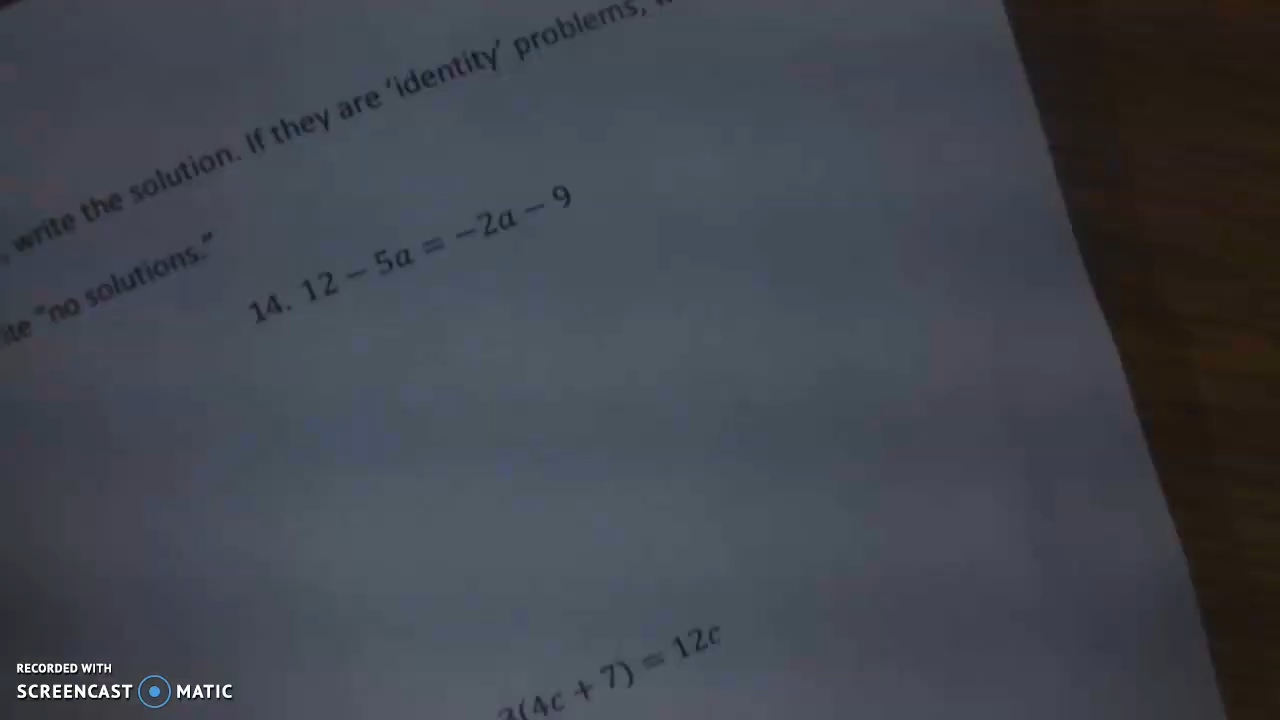 , write the solution. If they are 'identity' problems,
"no solutions."
14. 12 − 5a = −2a − 9
(4c + 7) = 12c
RECORDED WITH
SCREENCAST MATIC